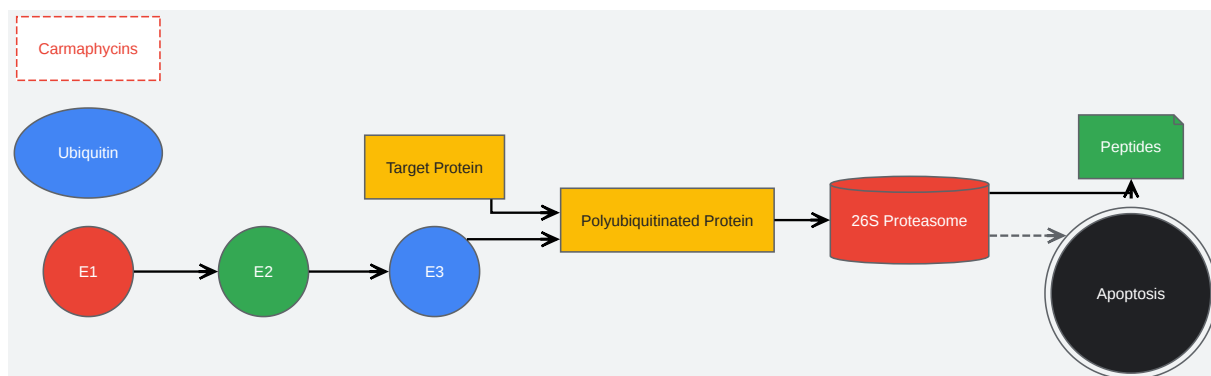 Carmaphycins
Ubiquitin
Target Protein
Peptides
Polyubiquitinated Protein
26S Proteasome
E1
E2
E3
Apoptosis